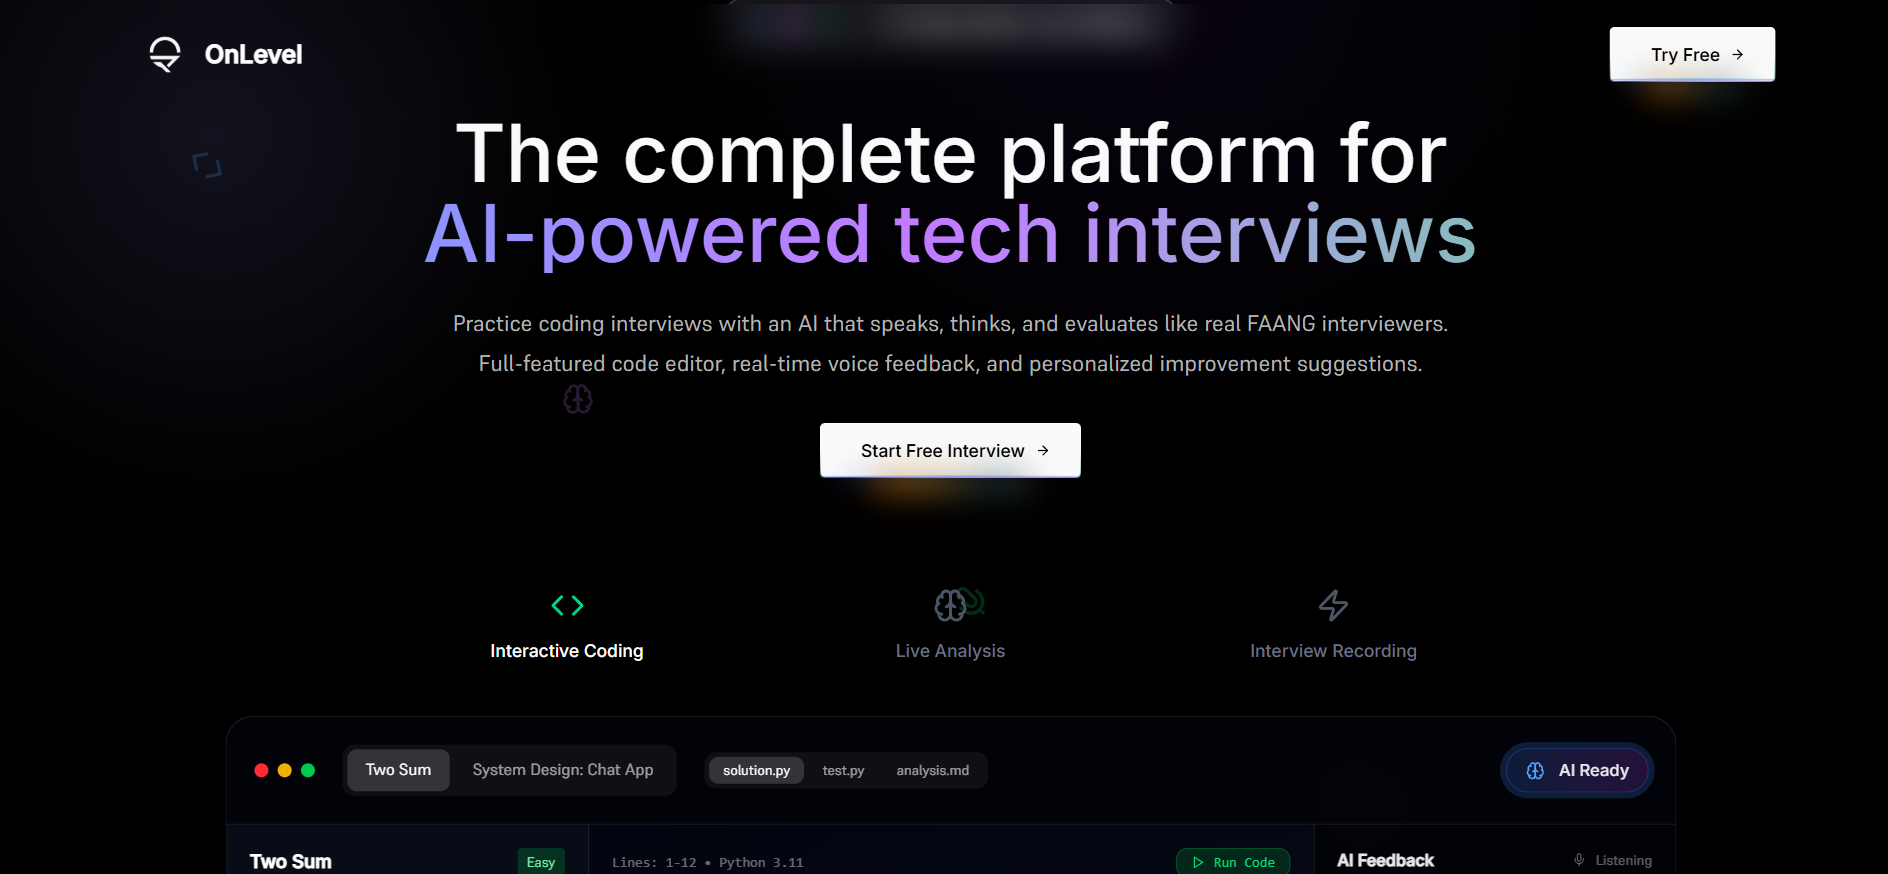 OnLevel
Try Free
The complete platform for
AI-powered tech interviews
Practice coding interviews with an AI that speaks, thinks, and evaluates like real FAANG interviewers.
Full-featured code editor, real-time voice feedback, and personalized improvement suggestions.
Start Free Interview
Interactive Coding
Live Analysis
Interview Recording
Two Sum
System Design: Chat App
solution.py
test.py
analysis.md
AI Ready
Two Sum
Easy
Lines: 1-12 • Python 3.11
Run Code
AI Feedback
Listening